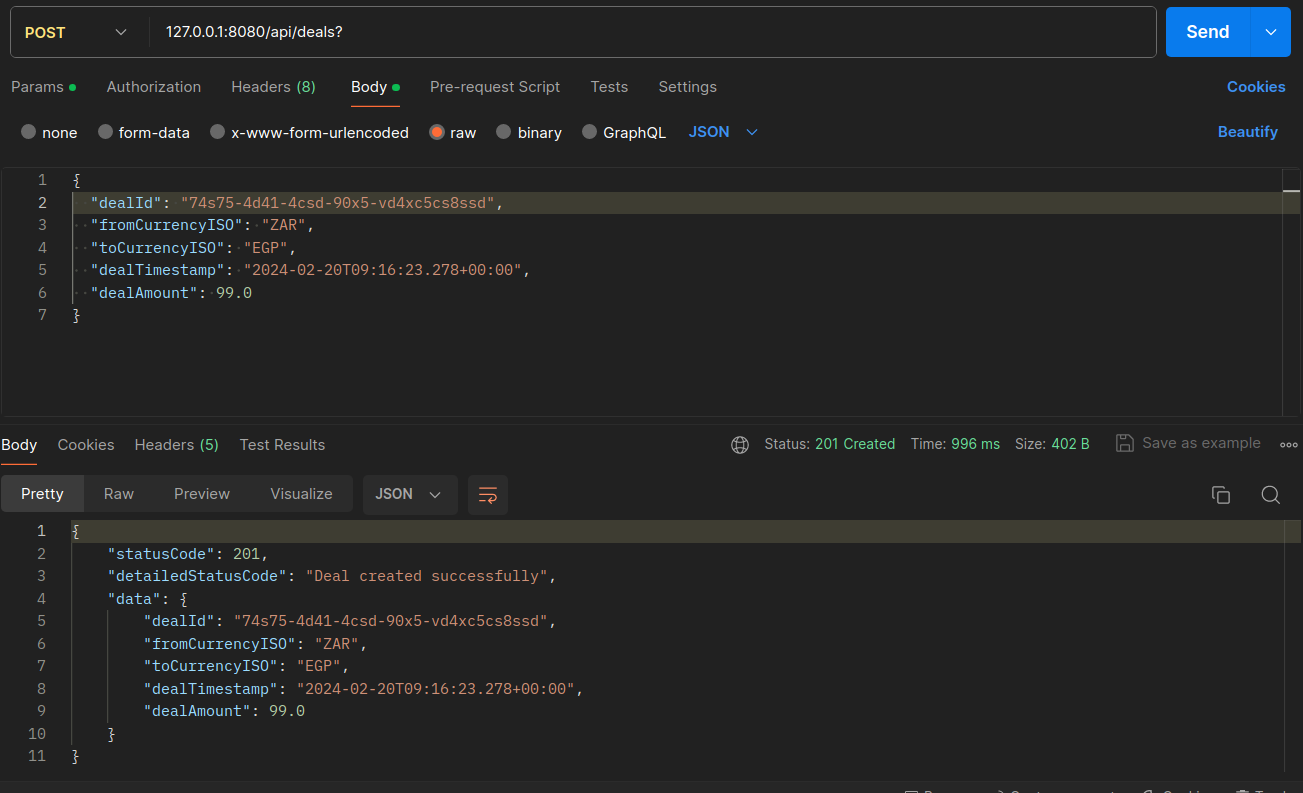 POST 127.0.0.1:8080/api/deals? Send
Params Authorization Headers (8) Body Pre-request Script Tests Settings Cookies
none form-data x-www-form-urlencoded raw binary GraphQL JSON Beautify
1 {
2 "dealId": "74s75-4d41-4csd-90x5-vd4xc5cs8ssd",
3 "fromCurrencyISO": "ZAR",
4 "toCurrencyISO": "EGP",
5 "dealTimestamp": "2024-02-20T09:16:23.278+00:00",
6 "dealAmount": 99.0
7 }
Body Cookies Headers (5) Test Results Status: 201 Created Time: 996 ms Size: 402 B Save as example
Pretty Raw Preview Visualize JSON
1 {
2 "statusCode": 201,
3 "detailedStatusCode": "Deal created successfully",
4 "data": {
5 "dealId": "74s75-4d41-4csd-90x5-vd4xc5cs8ssd",
6 "fromCurrencyISO": "ZAR",
7 "toCurrencyISO": "EGP",
8 "dealTimestamp": "2024-02-20T09:16:23.278+00:00",
9 "dealAmount": 99.0
10 }
11 }